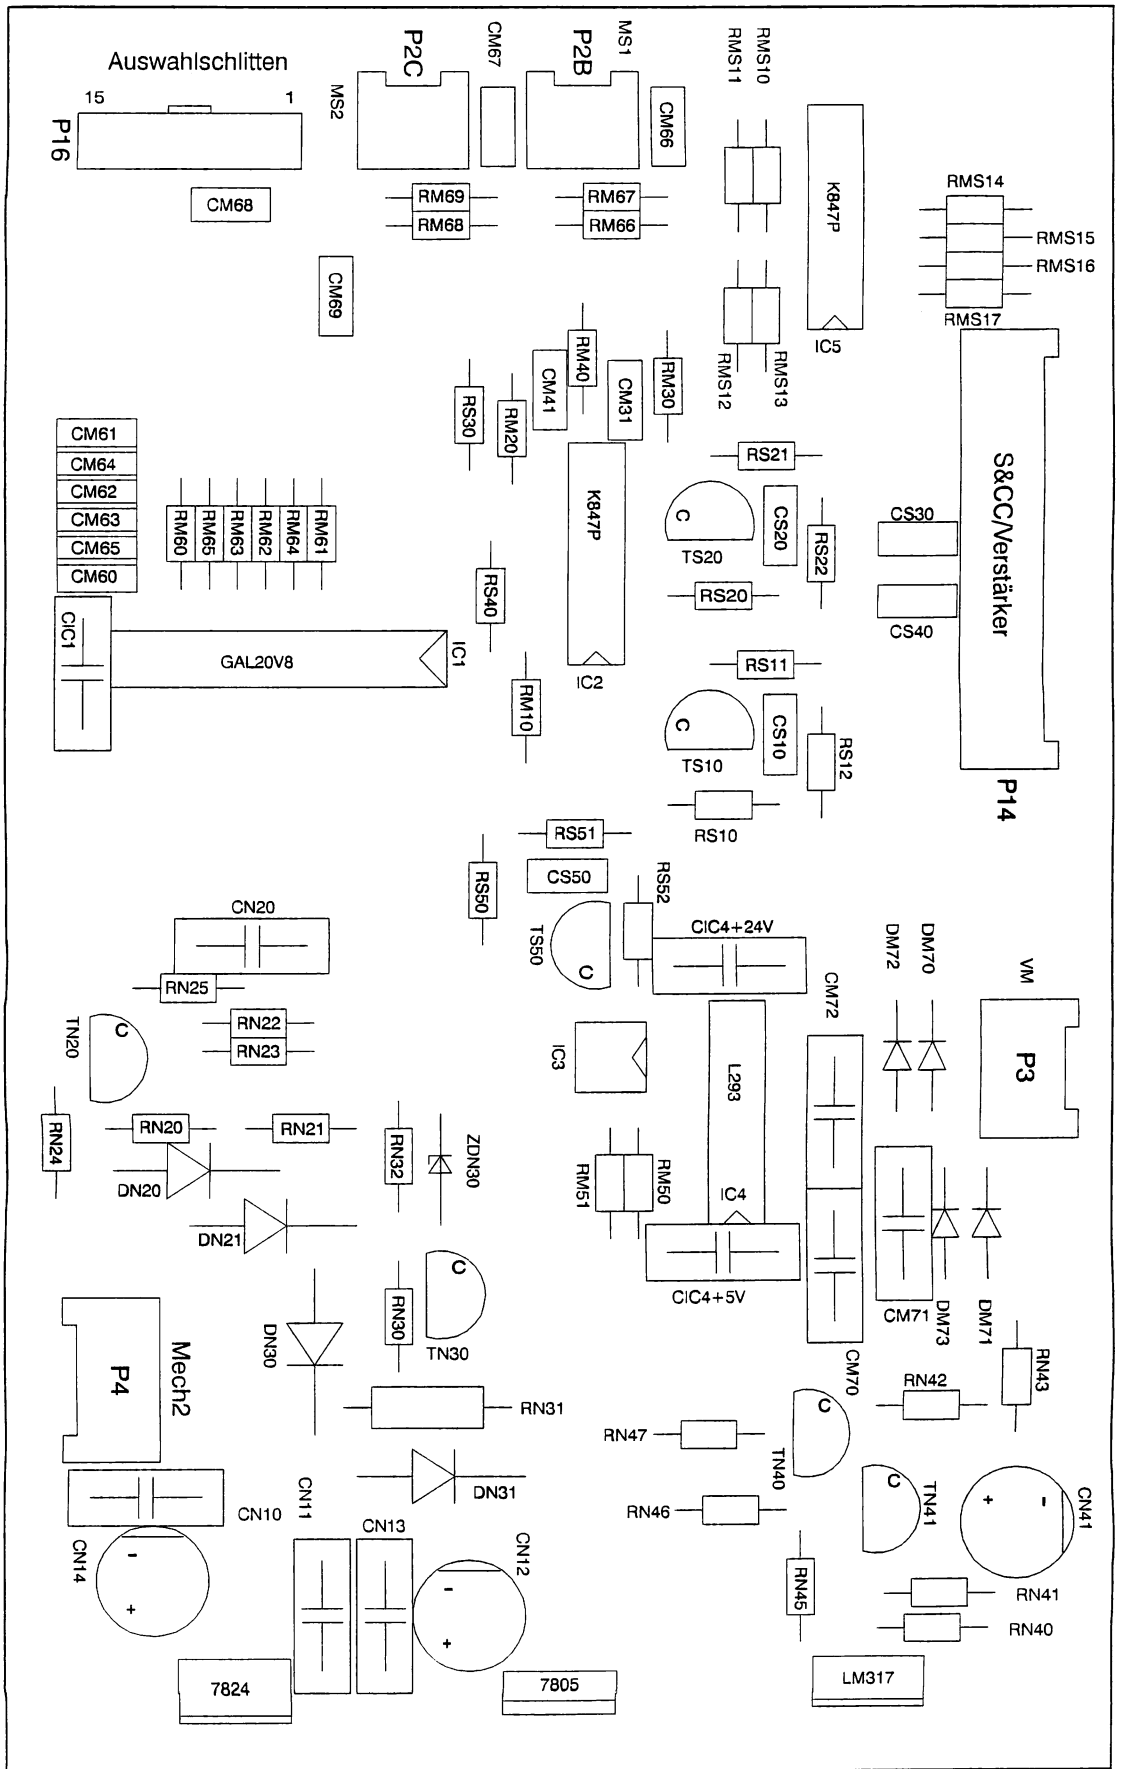 Auswahlschlitten
15
1
P16
MS2
P2C
CM67
P2B
MS1
CM66
RMS11
RMS10
K847P
IC5
RMS14
RMS15
RMS16
RMS17
CM68
RM69
RM68
RM67
RM66
CM69
RMS12
RMS13
RS30
RM20
CM41
RM40
CM31
RM30
S&CC/Verstärker
P14
CM61
CM64
CM62
CM63
CM65
CM60
RM60
RM65
RM63
RM62
RM64
RM61
RS40
K847P
IC2
RS21
C
TS20
CS20
RS22
RS20
CS30
CS40
CIC1
GAL20V8
IC1
RM10
RS11
C
TS10
CS10
RS12
RS10
RS51
CS50
RS50
RS52
TS50
C
CIC4+24V
CN20
RN25
TN20
C
RN22
RN23
IC3
L293
CM72
DM72
DM70
VM
P3
RN24
RN20
RN21
RN32
ZDN30
DN20
DN21
RM51
RM50
IC4
CIC4+5V
CM71
DM73
DM71
CM70
P4
Mech2
DN30
RN30
C
TN30
RN31
RN42
RN43
RN47
C
TN40
DN31
RN46
C
TN41
+
-
CN41
CN10
CN11
CN13
CN12
CN14
-
+
-
+
RN45
RN41
RN40
7824
7805
LM317